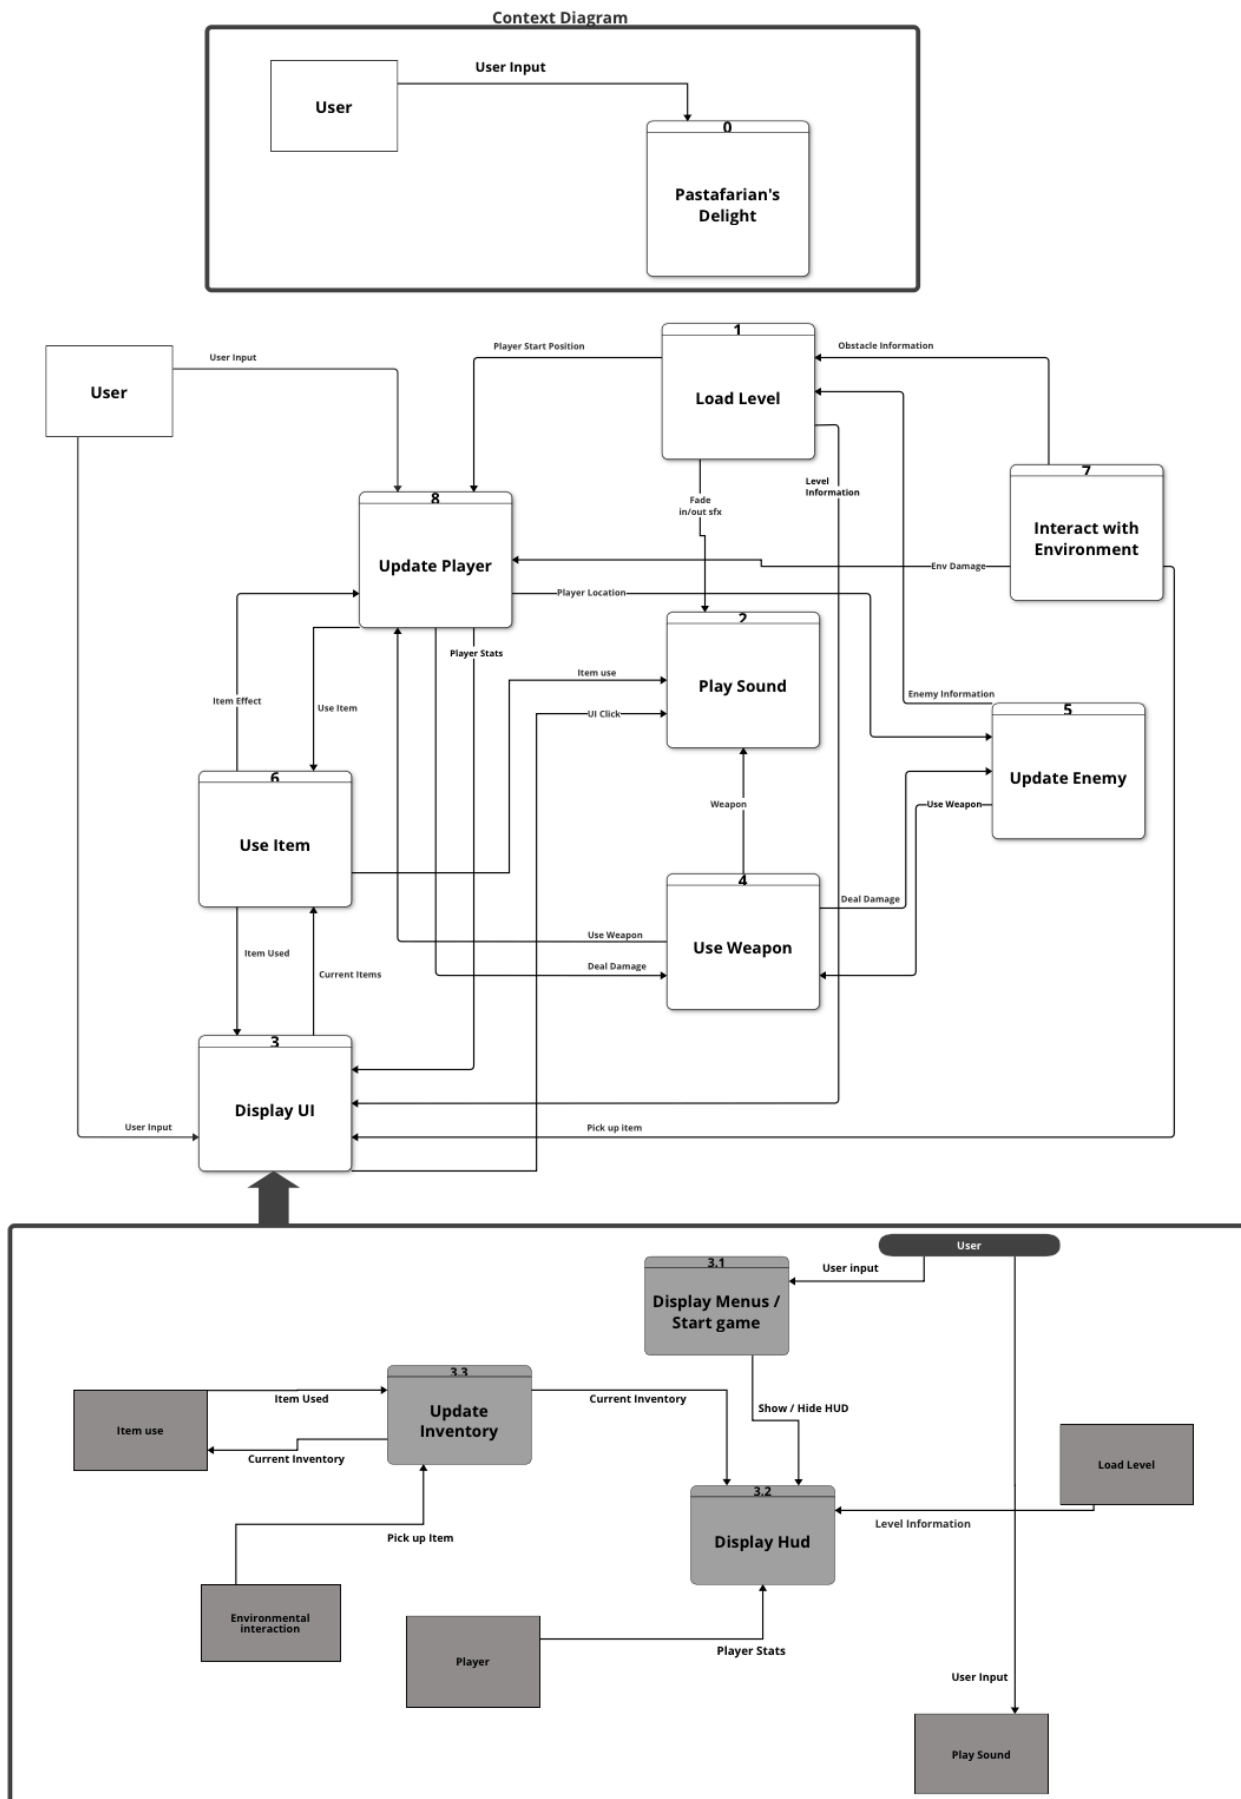 Context Diagram
User Input
User
0
Pastafarian's
Delight
1
Player Start Position
Obstacle Information
User Input
User
Load Level
7
Level
Information
8
Fade
in/out sfx
Interact with
Environment
Update Player
Env Damage
Player Location
2
Player Stats
Item use
Play Sound
Enemy Information
Item Effect
Use Item
UI Click
5
6
Update Enemy
Weapon
Use Weapon
Use Item
4
Deal Damage
Use Weapon
Use Weapon
Item Used
Deal Damage
Current Items
3
Display UI
User Input
Pick up item
User
3.1
User input
Display Menus /
Start game
3.3
Item Used
Current Inventory
Show / Hide HUD
Update
Inventory
Item use
Current Inventory
Load Level
3.2
Level Information
Pick up Item
Display Hud
Environmental
interaction
Player
Player Stats
User Input
Play Sound